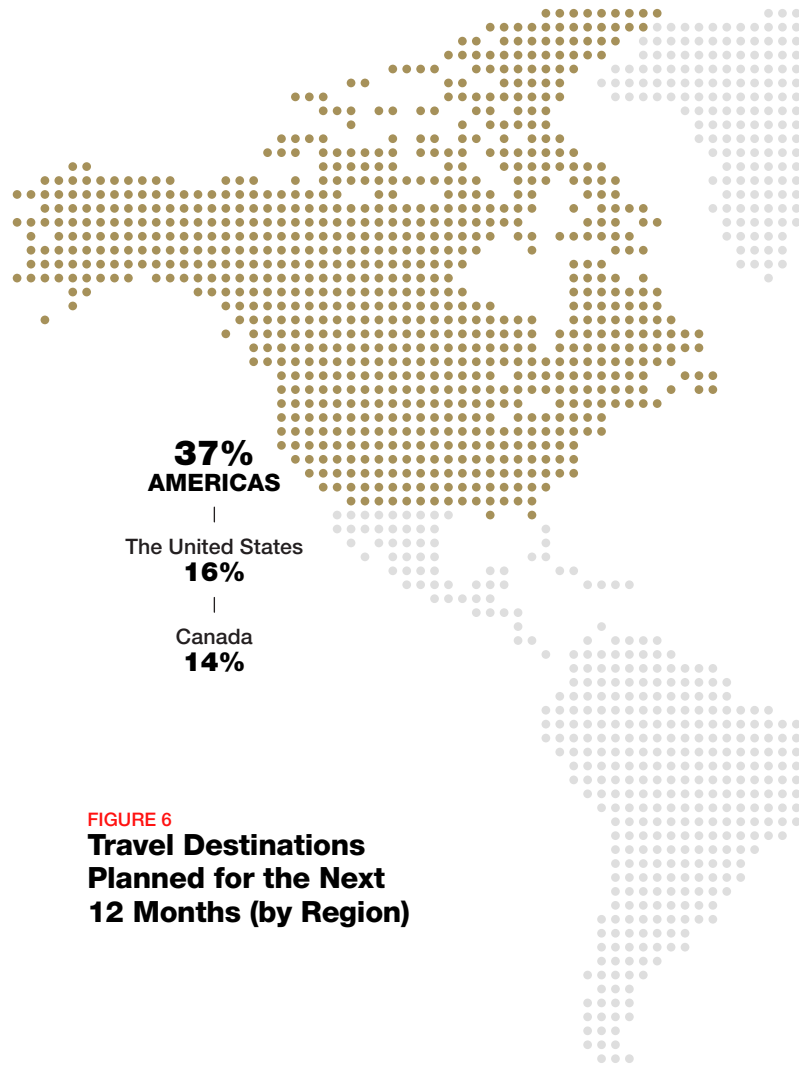 37%
AMERICAS
The United States
16%
Canada
14%
FIGURE 6
Travel Destinations
Planned for the Next
12 Months (by Region)